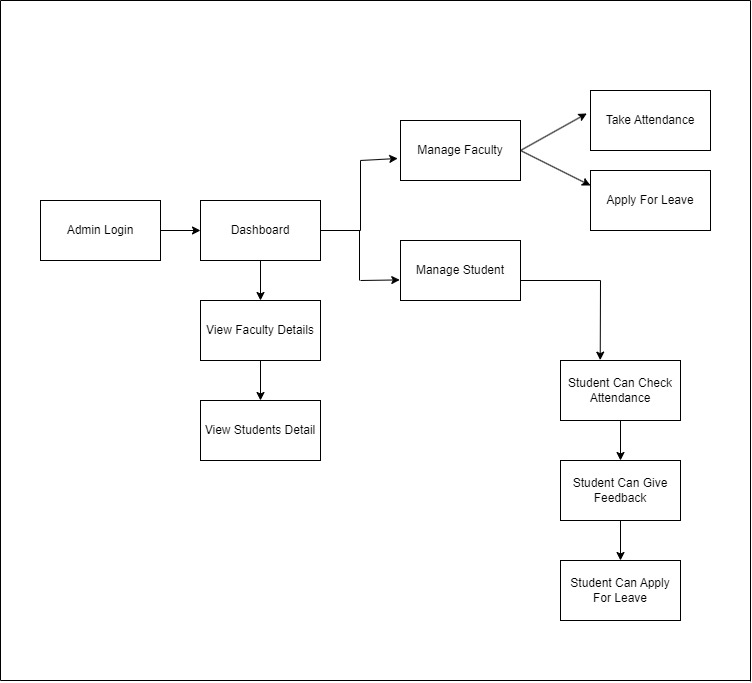 Take Attendance
Manage Faculty
Apply For Leave
Admin Login
Dashboard
Manage Student
View Faculty Details
Student Can Check
Attendance
View Students Detail
Student Can Give
Feedback
Student Can Apply
For Leave